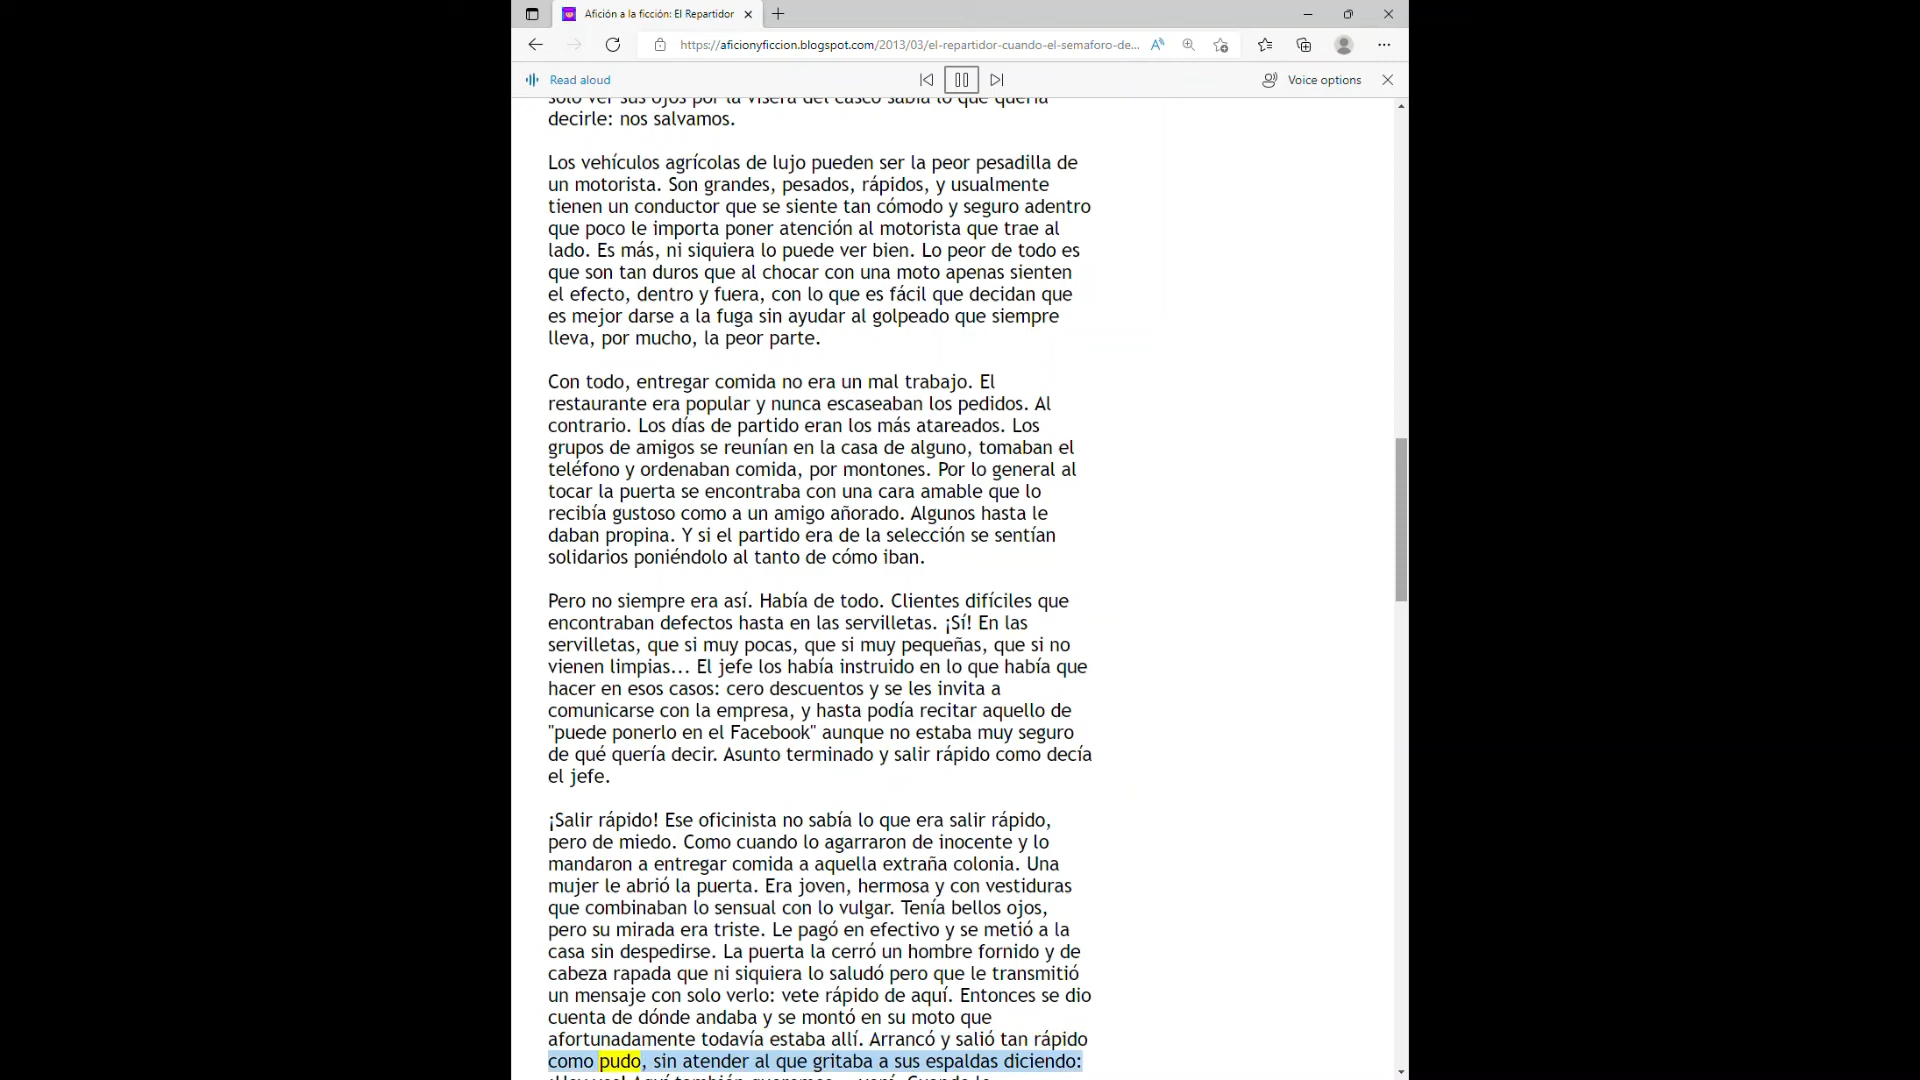 Afición a la ficción: El Repartidor
https://aficionyficcion.blogspot.com/2013/03/el-repartidor-cuando-el-semaforo-de...
Read aloud
Voice options
solo ver sus ojos por la visera del casco sabía lo que quería
decirle: nos salvamos.
Los vehículos agrícolas de lujo pueden ser la peor pesadilla de
un motorista. Son grandes, pesados, rápidos, y usualmente
tienen un conductor que se siente tan cómodo y seguro adentro
que poco le importa poner atención al motorista que trae al
lado. Es más, ni siquiera lo puede ver bien. Lo peor de todo es
que son tan duros que al chocar con una moto apenas sienten
el efecto, dentro y fuera, con lo que es fácil que decidan que
es mejor darse a la fuga sin ayudar al golpeado que siempre
lleva, por mucho, la peor parte.
Con todo, entregar comida no era un mal trabajo. El
restaurante era popular y nunca escaseaban los pedidos. Al
contrario. Los días de partido eran los más atareados. Los
grupos de amigos se reunían en la casa de alguno, tomaban el
teléfono y ordenaban comida, por montones. Por lo general al
tocar la puerta se encontraba con una cara amable que lo
recibía gustoso como a un amigo añorado. Algunos hasta le
daban propina. Y si el partido era de la selección se sentían
solidarios poniéndolo al tanto de cómo iban.
Pero no siempre era así. Había de todo. Clientes difíciles que
encontraban defectos hasta en las servilletas. ¡Sí! En las
servilletas, que si muy pocas, que si muy pequeñas, que si no
vienen limpias... El jefe los había instruido en lo que había que
hacer en esos casos: cero descuentos y se les invita a
comunicarse con la empresa, y hasta podía recitar aquello de
"puede ponerlo en el Facebook" aunque no estaba muy seguro
de qué quería decir. Asunto terminado y salir rápido como decía
el jefe.
¡Salir rápido! Ese oficinista no sabía lo que era salir rápido,
pero de miedo. Como cuando lo agarraron de inocente y lo
mandaron a entregar comida a aquella extraña colonia. Una
mujer le abrió la puerta. Era joven, hermosa y con vestiduras
que combinaban lo sensual con lo vulgar. Tenía bellos ojos,
pero su mirada era triste. Le pagó en efectivo y se metió a la
casa sin despedirse. La puerta la cerró un hombre fornido y de
cabeza rapada que ni siquiera lo saludó pero que le transmitió
un mensaje con solo verlo: vete rápido de aquí. Entonces se dio
cuenta de dónde andaba y se montó en su moto que
afortunadamente todavía estaba allí. Arrancó y salió tan rápido
como pudo, sin atender al que gritaba a sus espaldas diciendo: